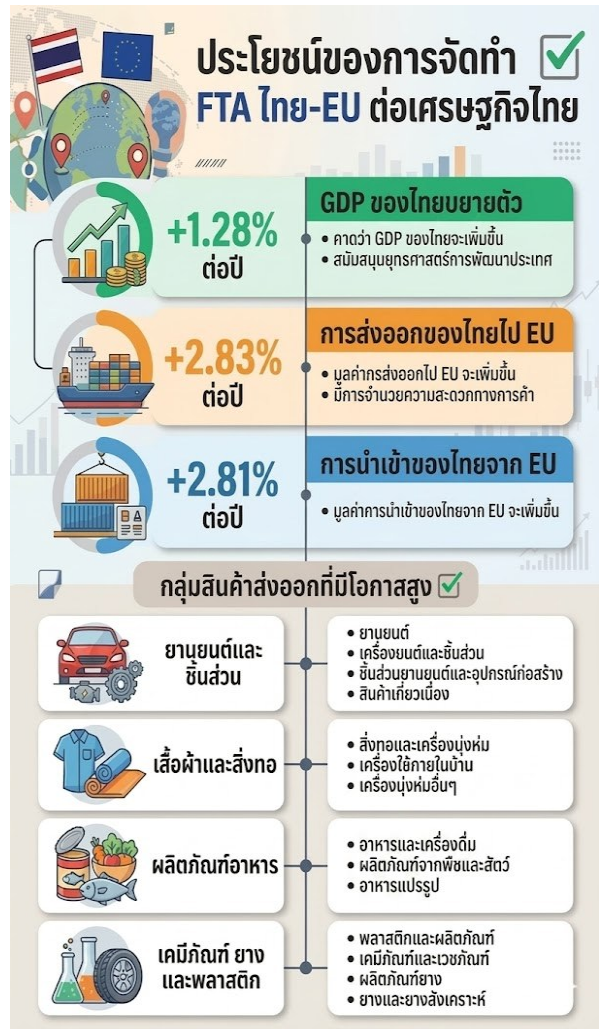 ประโยชน์ของการจัดทำ
FTA ไทย-EU ต่อเศรษฐกิจไทย
+1.28%
ต่อปี
GDP ของไทยบยายตัว
• คาดว่า GDP ของไทยจะเพิ่มขึ้น
• สมัมสนุนยุทรศาสตร์การพัฒนาประเทศ
+2.83%
ต่อปี
การส่งออกของไทยไป EU
• มูลค่ากรส่งออกไป EU จะเพิ่มขึ้น
• มีการจำนวยความสะดวกทางการค้า
+2.81%
ต่อปี
การนำเข้าของไทยจาก EU
• มูลค่าการนำเข้าของไทยจาก EU จะเพิ่มขึ้น
กลุ่มสินค้าส่งออกที่มีโอกาสสูง
ยานยนต์และ
ชิ้นส่วน
• ยานยนต์
• เครื่องยนต์และชิ้นส่วน
• ชิ้นส่วนยานยนต์และอุปกรณ์ก่อสร้าง
• สินค้าเกี่ยวเนื่อง
เสื้อผ้าและสิ่งทอ
• สิ่งทอและเครื่องนุ่งห่ม
• เครื่องใช้ภายในบ้าน
• เครื่องนุ่งห่มอื่นๆ
ผลิตภัณฑ์อาหาร
• อาหารและเครื่องดื่ม
• ผลิตภัณฑ์จากพืชและสัตว์
• อาหารแปรรูป
เคมีภัณฑ์ ยาง
และพลาสติก
• พลาสติกและผลิตภัณฑ์
• เคมีภัณฑ์และเวชภัณฑ์
• ผลิตภัณฑ์ยาง
• ยางและยางสังเคราะห์